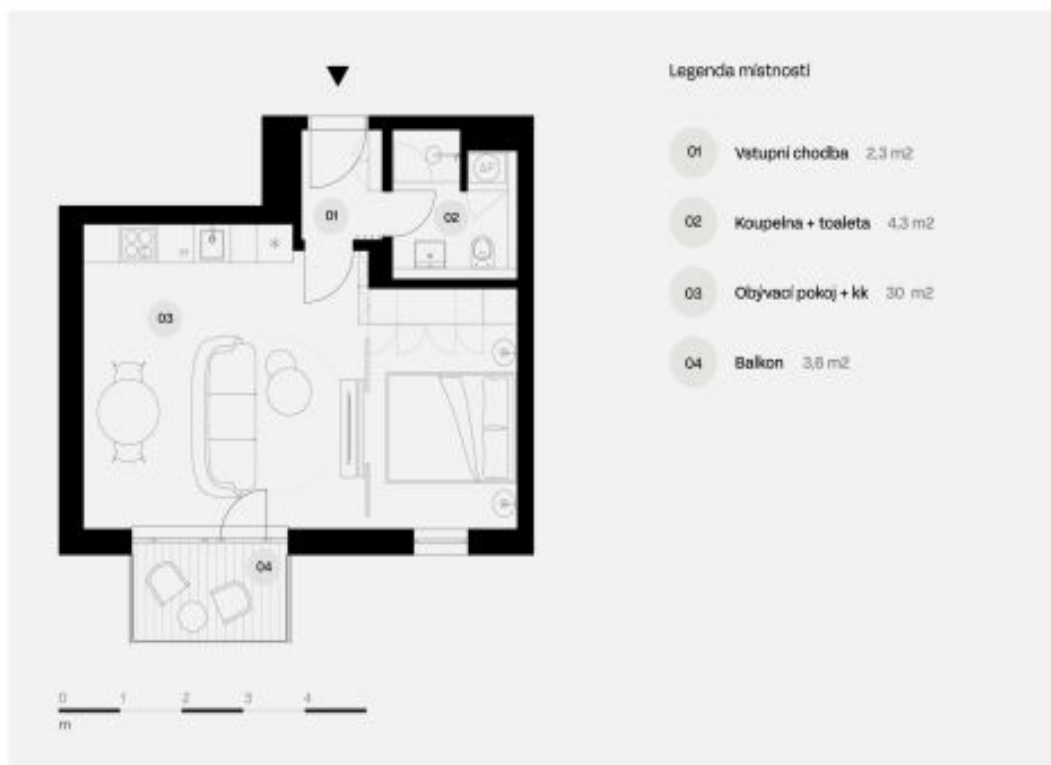 Legenda místností
01 Vstupní chodba 2,3 m2
02 Koupelna + toaleta 4,3 m2
03 Obývací pokoj + kk 30 m2
04 Balkon 3,6 m2
01
02
03
04
0 1 2 3 4
m